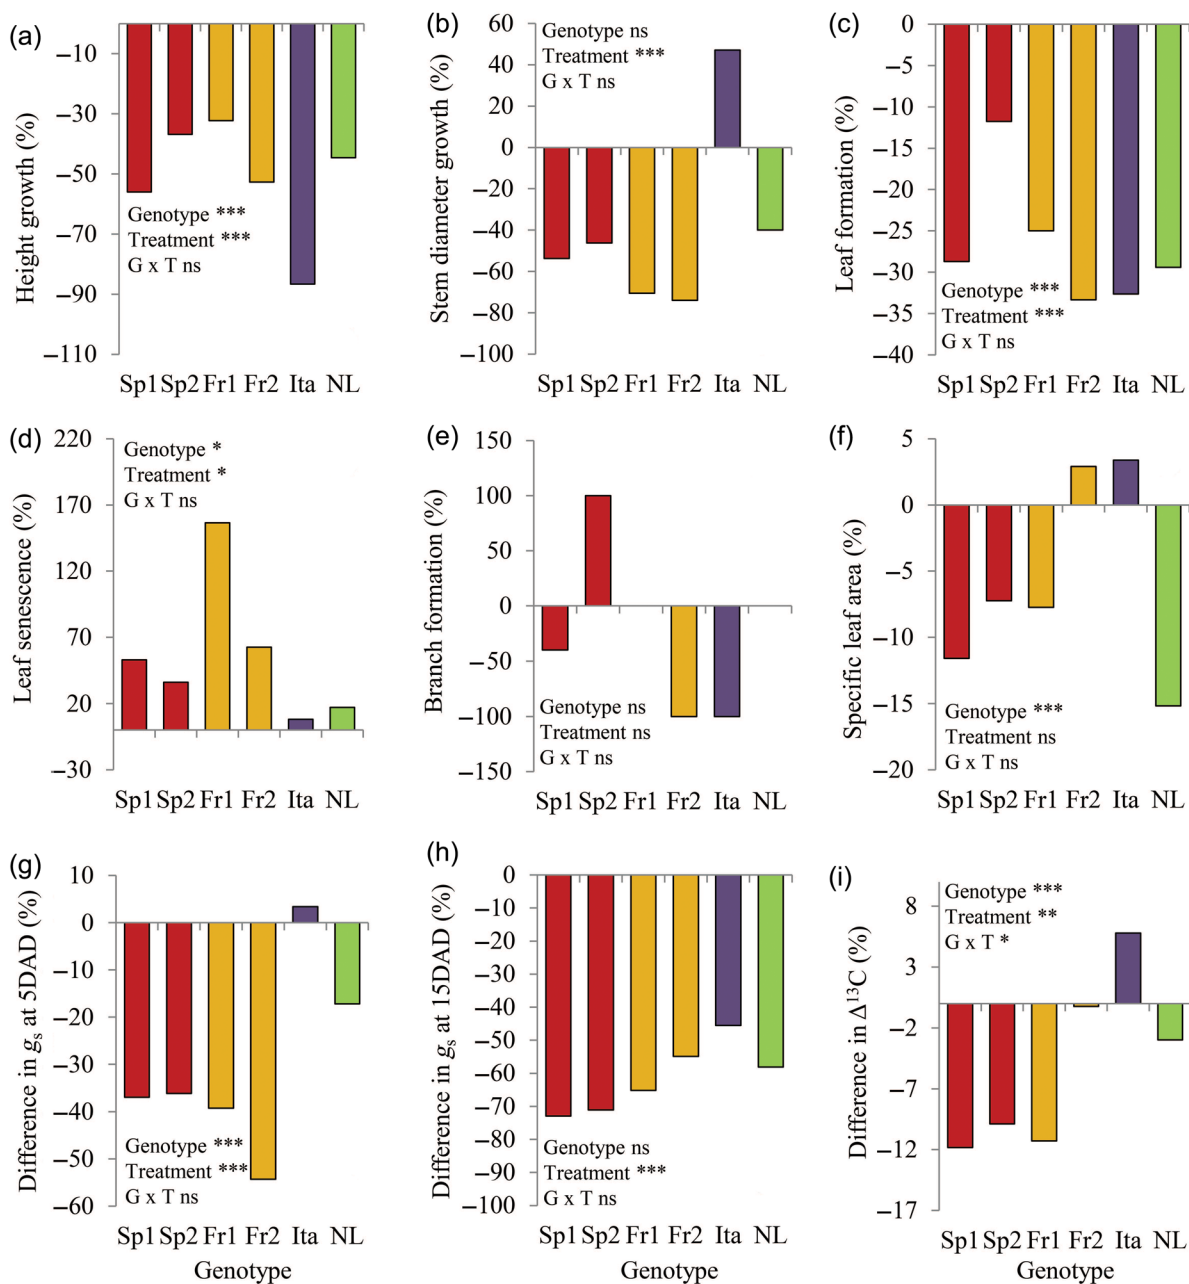 (a)
Height growth (%)
−10
−30
−50
−70
−90
−110
Genotype ***
Treatment ***
G x T ns
Sp1 Sp2 Fr1 Fr2 Ita NL
(b)
Stem diameter growth (%)
60
40
20
0
−20
−40
−60
−80
−100
Genotype ns
Treatment ***
G x T ns
Sp1 Sp2 Fr1 Fr2 Ita NL
(c)
Leaf formation (%)
0
−5
−10
−15
−20
−25
−30
−35
−40
Genotype ***
Treatment ***
G x T ns
Sp1 Sp2 Fr1 Fr2 Ita NL
(d)
Leaf senescence (%)
220
170
120
70
20
−30
Genotype *
Treatment *
G x T ns
Sp1 Sp2 Fr1 Fr2 Ita NL
(e)
Branch formation (%)
150
100
50
0
−50
−100
−150
Genotype ns
Treatment ns
G x T ns
Sp1 Sp2 Fr1 Fr2 Ita NL
(f)
Specific leaf area (%)
5
0
−5
−10
−15
−20
Genotype ***
Treatment ns
G x T ns
Sp1 Sp2 Fr1 Fr2 Ita NL
(g)
Difference in gs at 5DAD (%)
10
0
−10
−20
−30
−40
−50
−60
Genotype ***
Treatment ***
G x T ns
Sp1 Sp2 Fr1 Fr2 Ita NL
Genotype
(h)
Difference in gs at 15DAD (%)
0
−10
−20
−30
−40
−50
−60
−70
−80
−90
−100
Genotype ns
Treatment ***
G x T ns
Sp1 Sp2 Fr1 Fr2 Ita NL
Genotype
(i)
Difference in Δ¹³C (%)
8
3
−2
−7
−12
−17
Genotype ***
Treatment **
G x T *
Sp1 Sp2 Fr1 Fr2 Ita NL
Genotype